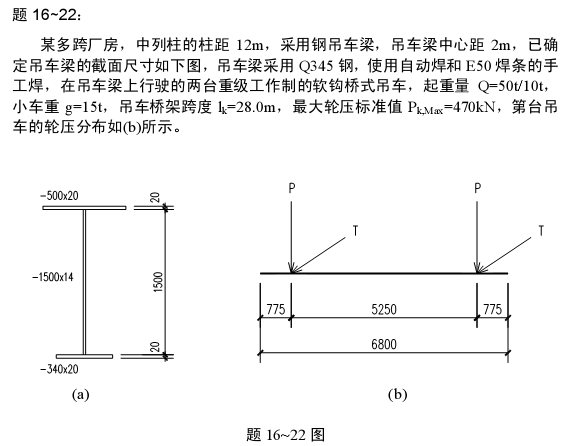 题 16~22：
某多跨厂房，中列柱的柱距 12m，采用钢吊车梁，吊车梁中心距 2m，已确
定吊车梁的截面尺寸如下图，吊车梁采用 Q345 钢，使用自动焊和 E50 焊条的手
工焊，在吊车梁上行驶的两台重级工作制的软钩桥式吊车，起重量 Q=50t/10t，
小车重 g=15t，吊车桥架跨度 lk=28.0m，最大轮压标准值 Pk,Max=470kN，第台吊
车的轮压分布如(b)所示。
-500x20
20
-1500x14
1500
20
-340x20
(a)
P P
T T
775 5250 775
6800
(b)
题 16~22 图